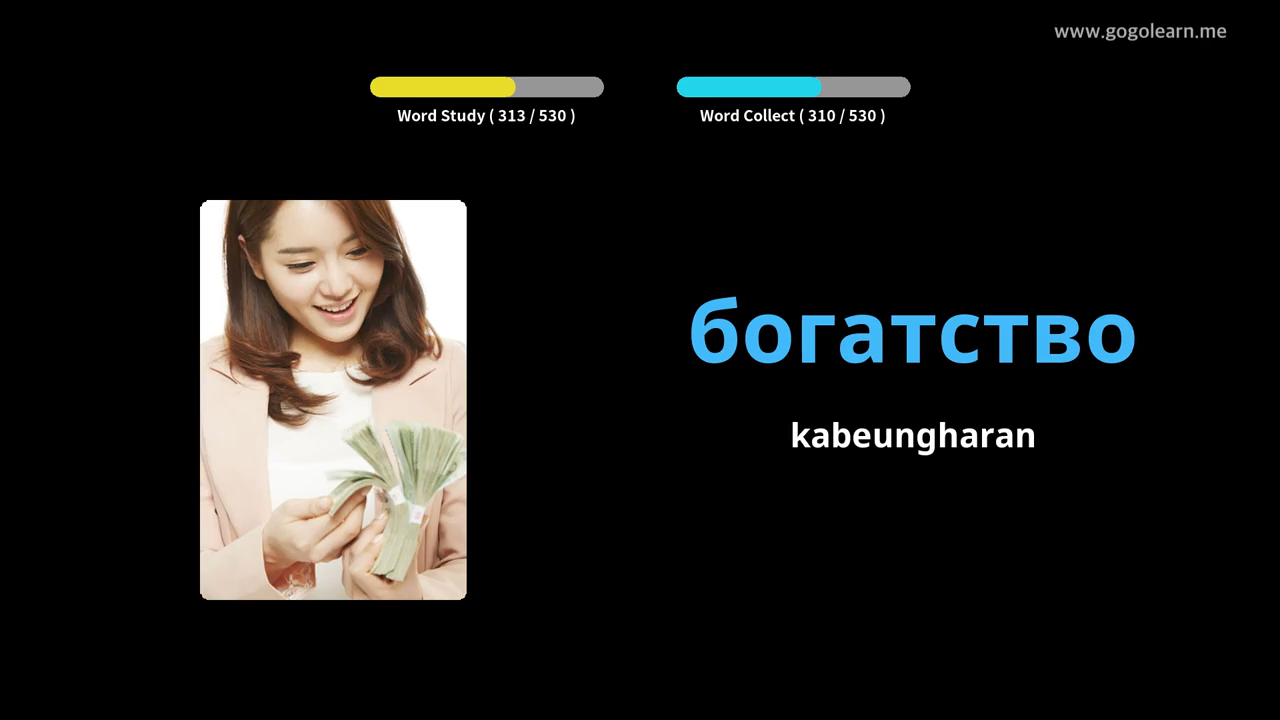 www.gogolearn.me
Word Study ( 313 / 530 )
Word Collect ( 310 / 530 )
богатство
kabeungharan